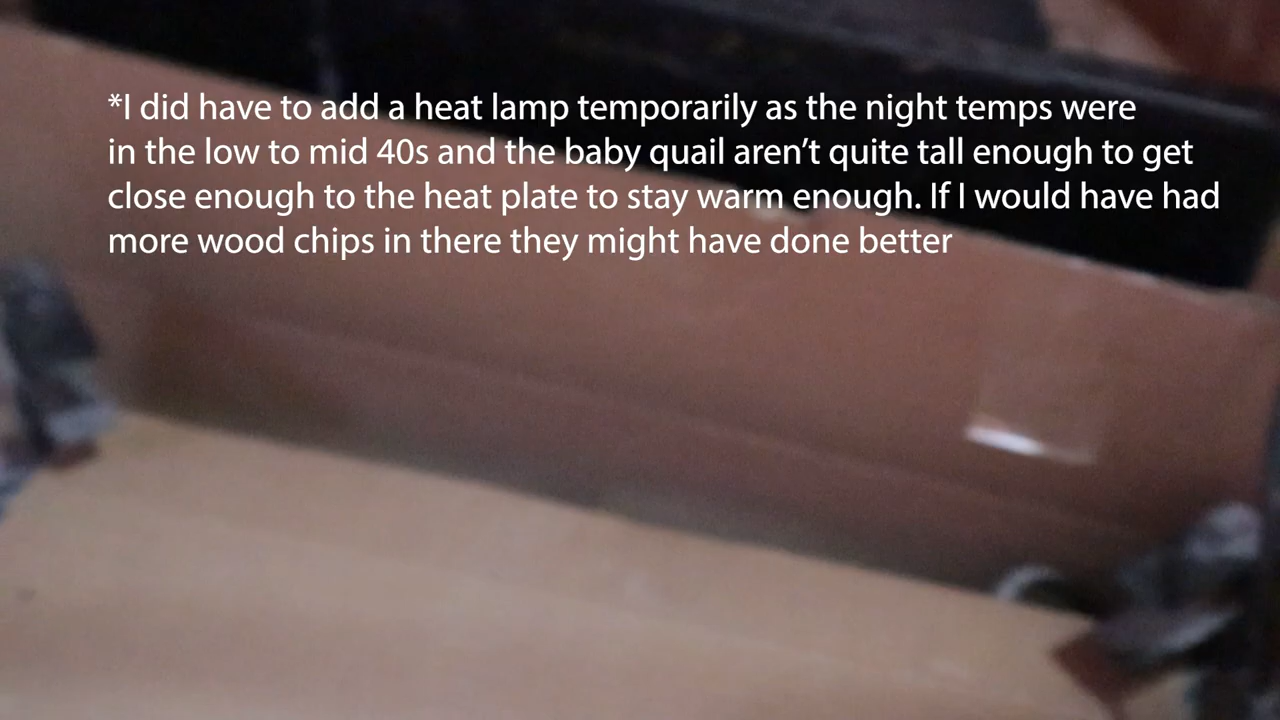 *I did have to add a heat lamp temporarily as the night temps were
in the low to mid 40s and the baby quail aren’t quite tall enough to get
close enough to the heat plate to stay warm enough. If I would have had
more wood chips in there they might have done better